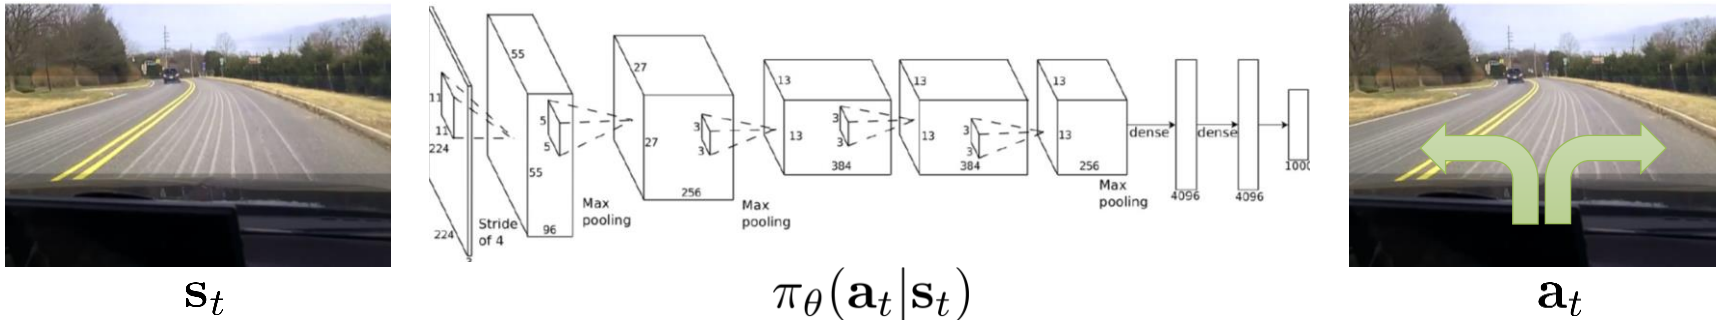 11
11
224
224
3
Stride
of 4
55
55
96
5
5
Max
pooling
27
27
256
3
3
Max
pooling
13
13
384
3
3
13
13
384
3
3
13
13
256
Max
pooling
dense
4096
dense
4096
1000
s_t
π_θ(a_t|s_t)
a_t